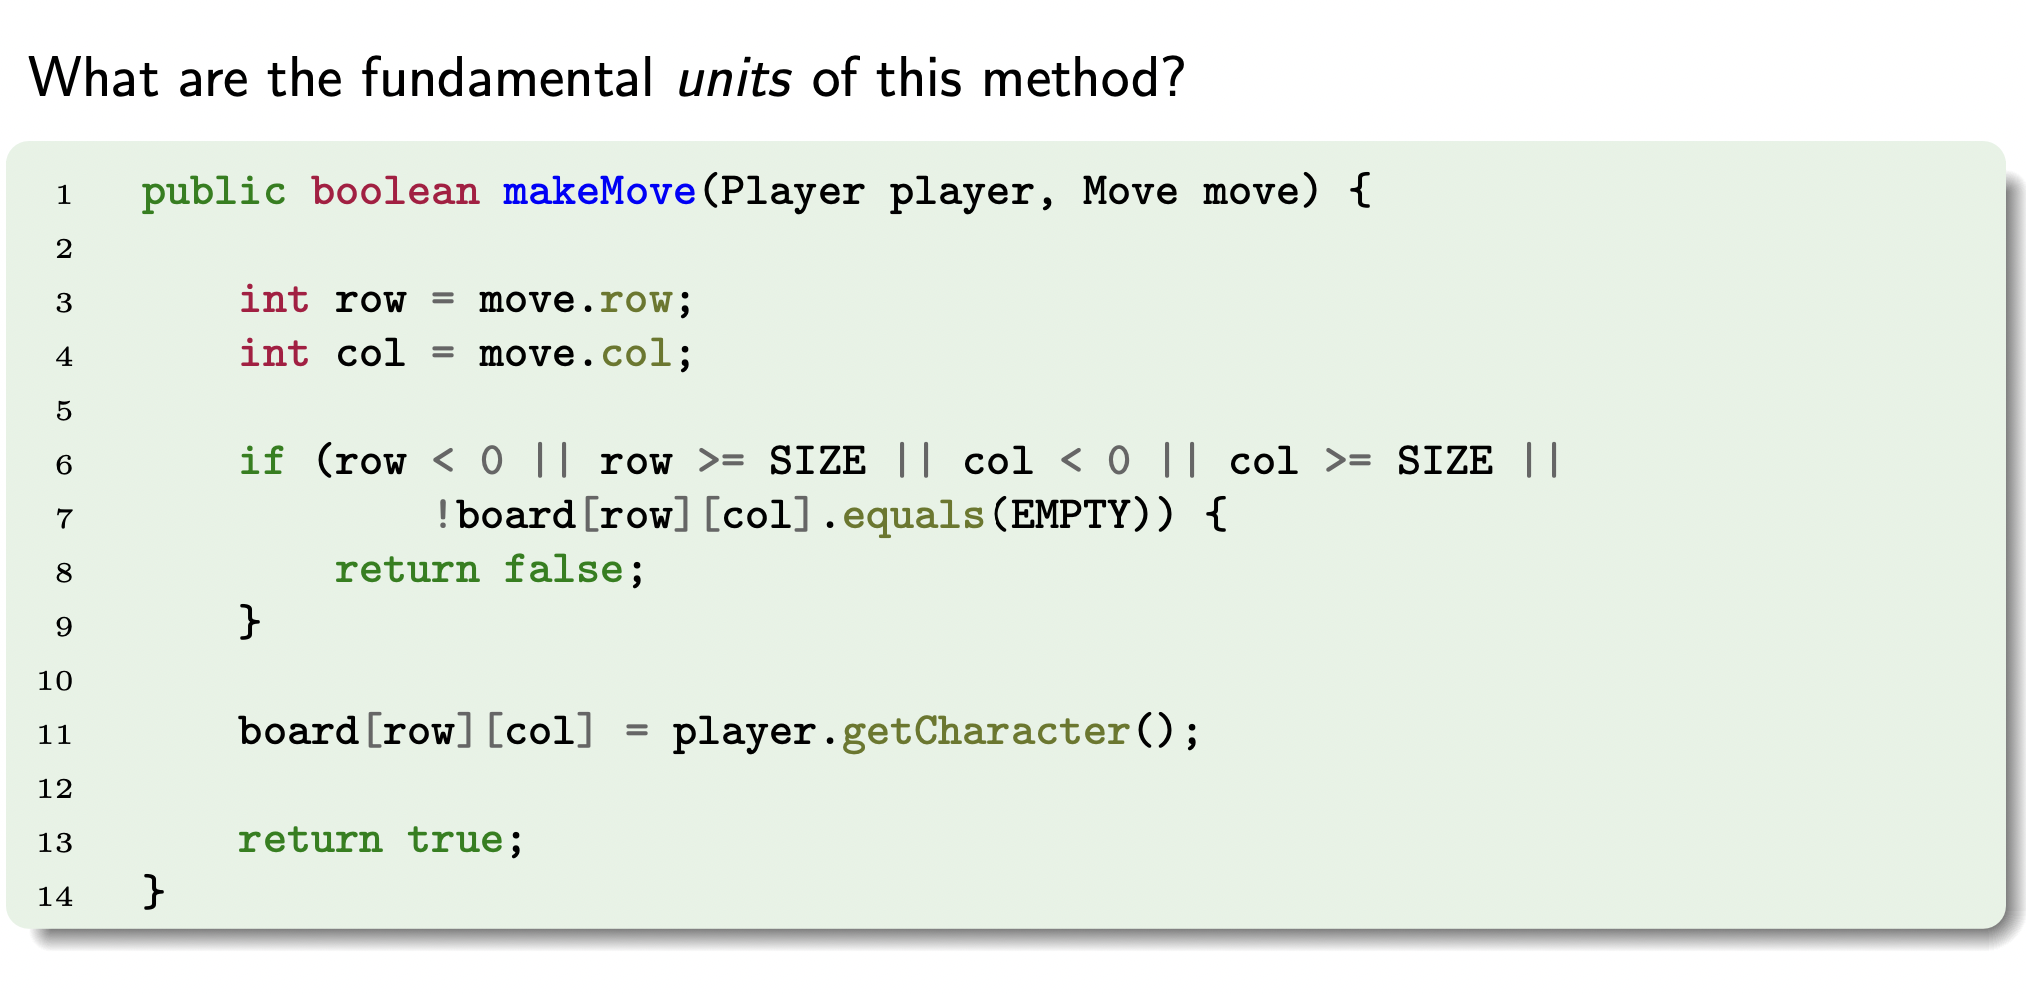 What are the fundamental units of this method?
1 public boolean makeMove(Player player, Move move) {
2
3 int row = move.row;
4 int col = move.col;
5
6 if (row < 0 || row >= SIZE || col < 0 || col >= SIZE ||
7 !board[row][col].equals(EMPTY)) {
8 return false;
9 }
10
11 board[row][col] = player.getCharacter();
12
13 return true;
14 }